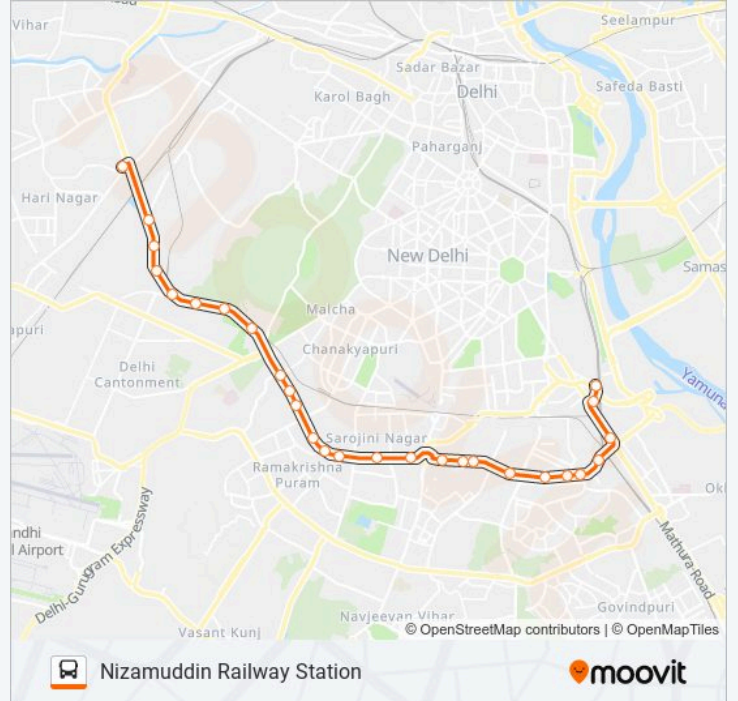 Vihar
Seelampur
Sadar Bazar
Safeda Basti
Karol Bagh
Delhi
Paharganj
Hari Nagar
New Delhi
Samas
Malcha
apuri
Chanakyapuri
Delhi
Cantonment
Yamuna
Sarojini Nagar
Ramakrishna
Puram
Okl
ndhi
l Airport
Delhi-Gurugram Expressway
Mathura Road
Govindpuri
Navjeevan Vihar
Vasant Kunj
© OpenStreetMap contributors | © OpenMapTiles
Nizamuddin Railway Station
moovit